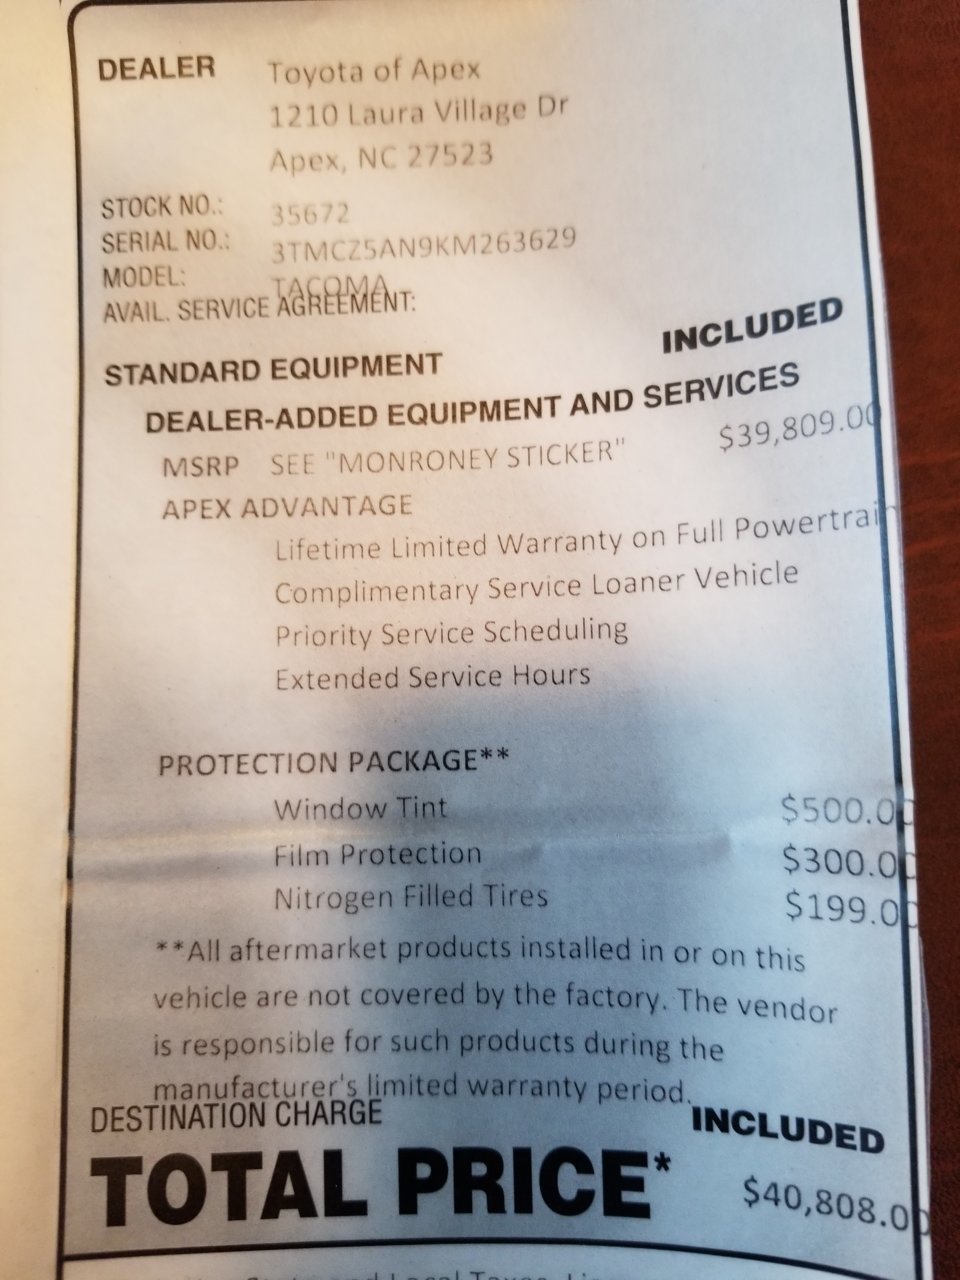 DEALER Toyota of Apex
1210 Laura Village Dr
Apex, NC 27523
STOCK NO.: 35672
SERIAL NO.: 3TMCZ5AN9KM263629
MODEL: TACOMA
AVAIL. SERVICE AGREEMENT:
INCLUDED
STANDARD EQUIPMENT
DEALER-ADDED EQUIPMENT AND SERVICES
MSRP SEE "MONRONEY STICKER" $39,809.00
APEX ADVANTAGE
Lifetime Limited Warranty on Full Powertrain
Complimentary Service Loaner Vehicle
Priority Service Scheduling
Extended Service Hours
PROTECTION PACKAGE**
Window Tint $500.00
Film Protection $300.00
Nitrogen Filled Tires $199.00
**All aftermarket products installed in or on this
vehicle are not covered by the factory. The vendor
is responsible for such products during the
manufacturer's limited warranty period.
DESTINATION CHARGE INCLUDED
TOTAL PRICE* $40,808.00
State and Local Taxes,